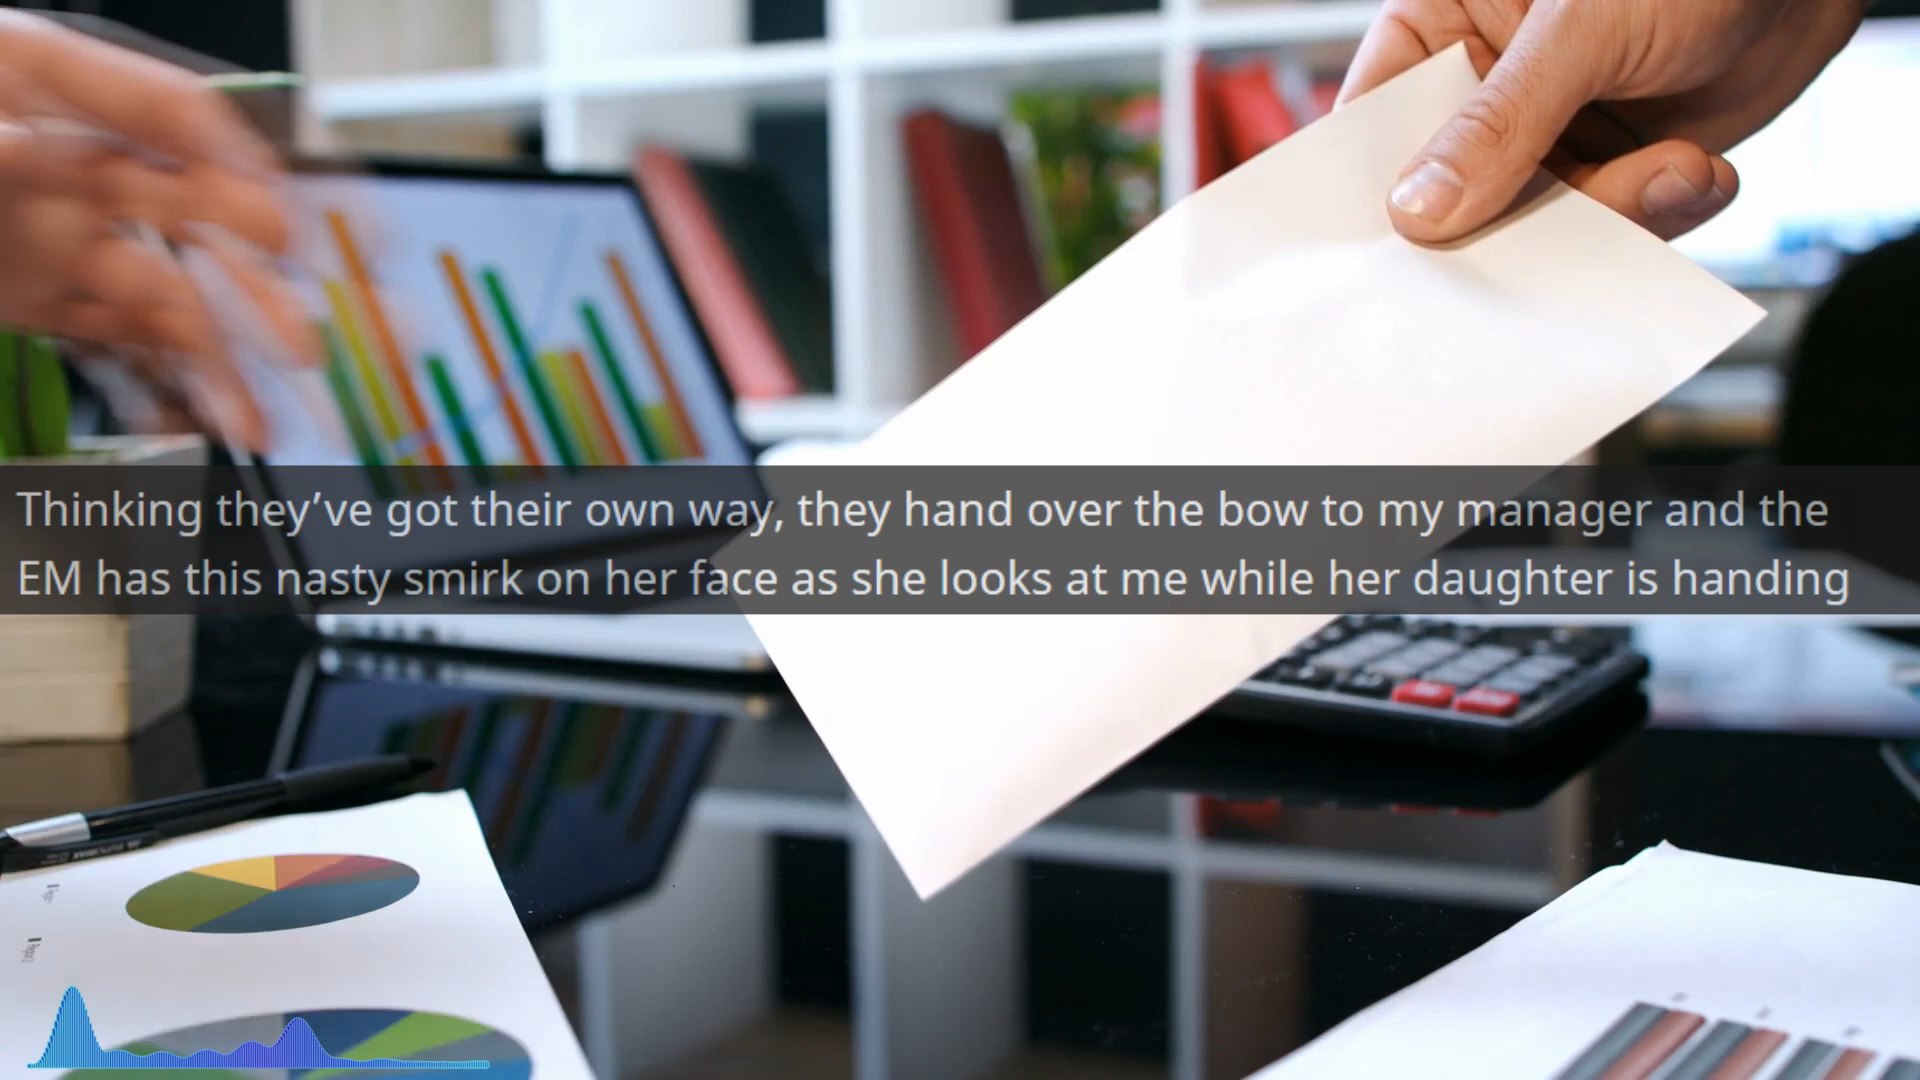 Thinking they’ve got their own way, they hand over the bow to my manager and the
EM has this nasty smirk on her face as she looks at me while her daughter is handing